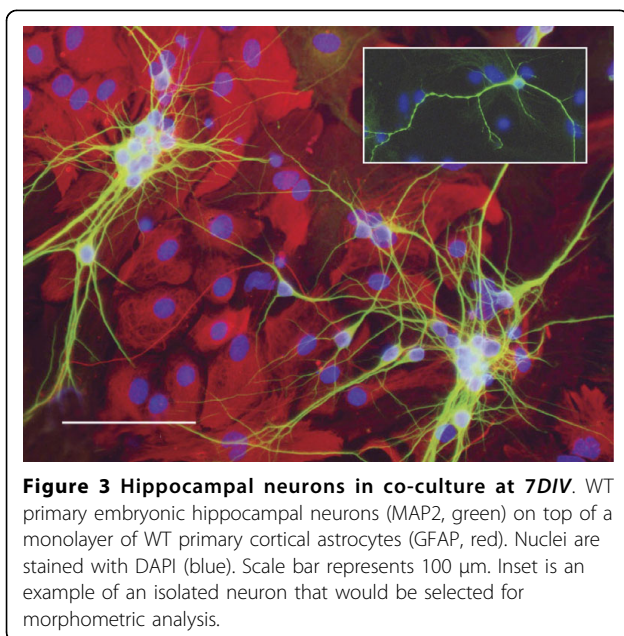 Figure 3 Hippocampal neurons in co-culture at 7DIV. WT
primary embryonic hippocampal neurons (MAP2, green) on top of a
monolayer of WT primary cortical astrocytes (GFAP, red). Nuclei are
stained with DAPI (blue). Scale bar represents 100 μm. Inset is an
example of an isolated neuron that would be selected for
morphometric analysis.